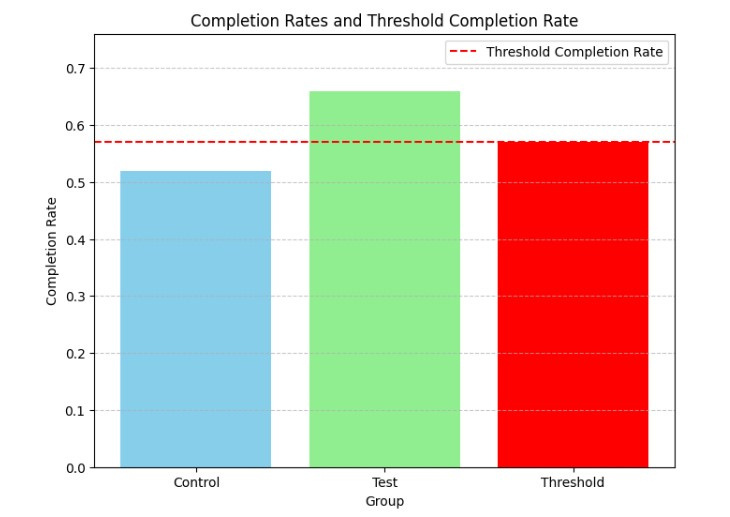 Completion Rates and Threshold Completion Rate
Threshold Completion Rate
0.7
0.6
0.5
0.4
0.3
0.2
0.1
0.0
Completion Rate
Control
Test
Threshold
Group